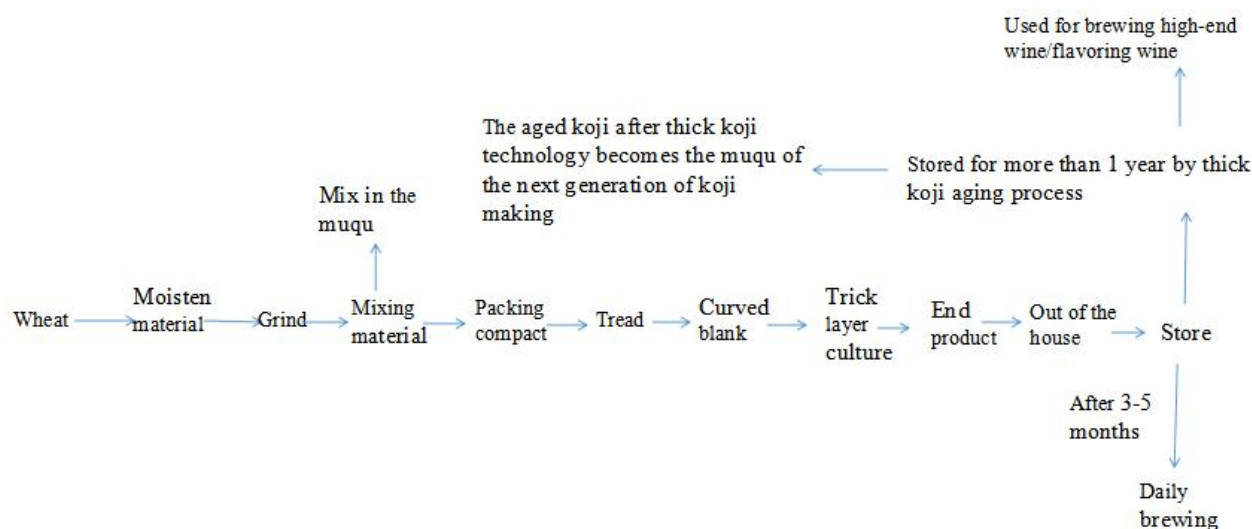 Used for brewing high-end
wine/flavoring wine
The aged koji after thick koji
technology becomes the muqu of
the next generation of koji
making
Stored for more than 1 year by thick
koji aging process
Mix in the
muqu
Wheat
Moisten
material
Grind
Mixing
material
Packing
compact
Tread
Curved
blank
Trick
layer
culture
End
product
Out of the
house
Store
After 3-5
months
Daily
brewing